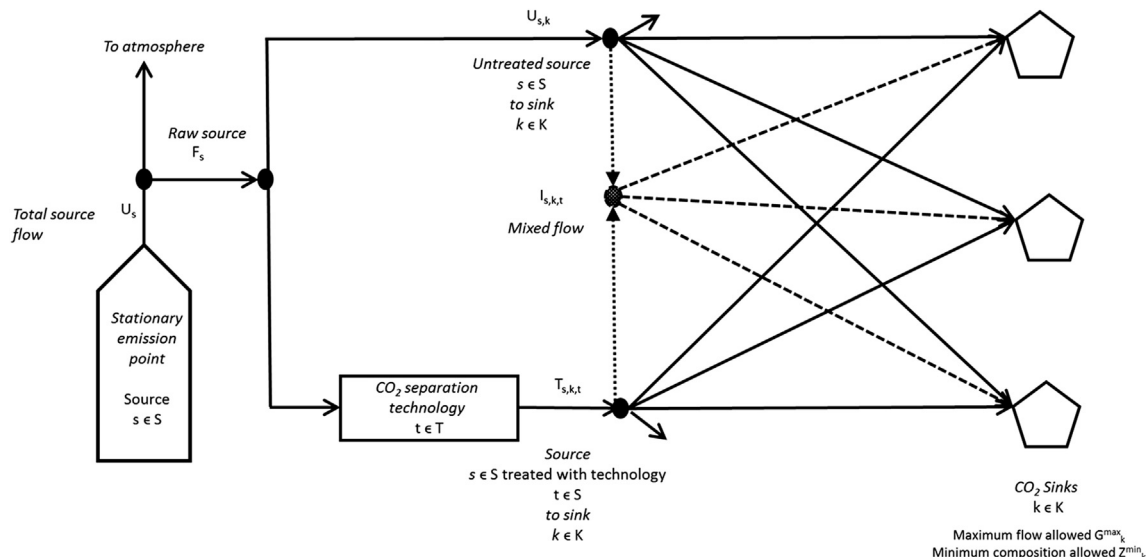 To atmosphere
Raw source
Fₛ
Total source
flow
Uₛ
Stationary
emission
point
Source
s ϵ S
Uₛ,ₖ
Untreated source
s ϵ S
to sink
k ϵ K
Iₛ,ₖ,ₜ
Mixed flow
CO₂ separation
technology
t ϵ T
Tₛ,ₖ,ₜ
Source
s ϵ S treated with technology
t ϵ S
to sink
k ϵ K
CO₂ Sinks
k ϵ K
Maximum flow allowed Gᵐᵃˣₖ
Minimum composition allowed Zᵐⁱⁿ